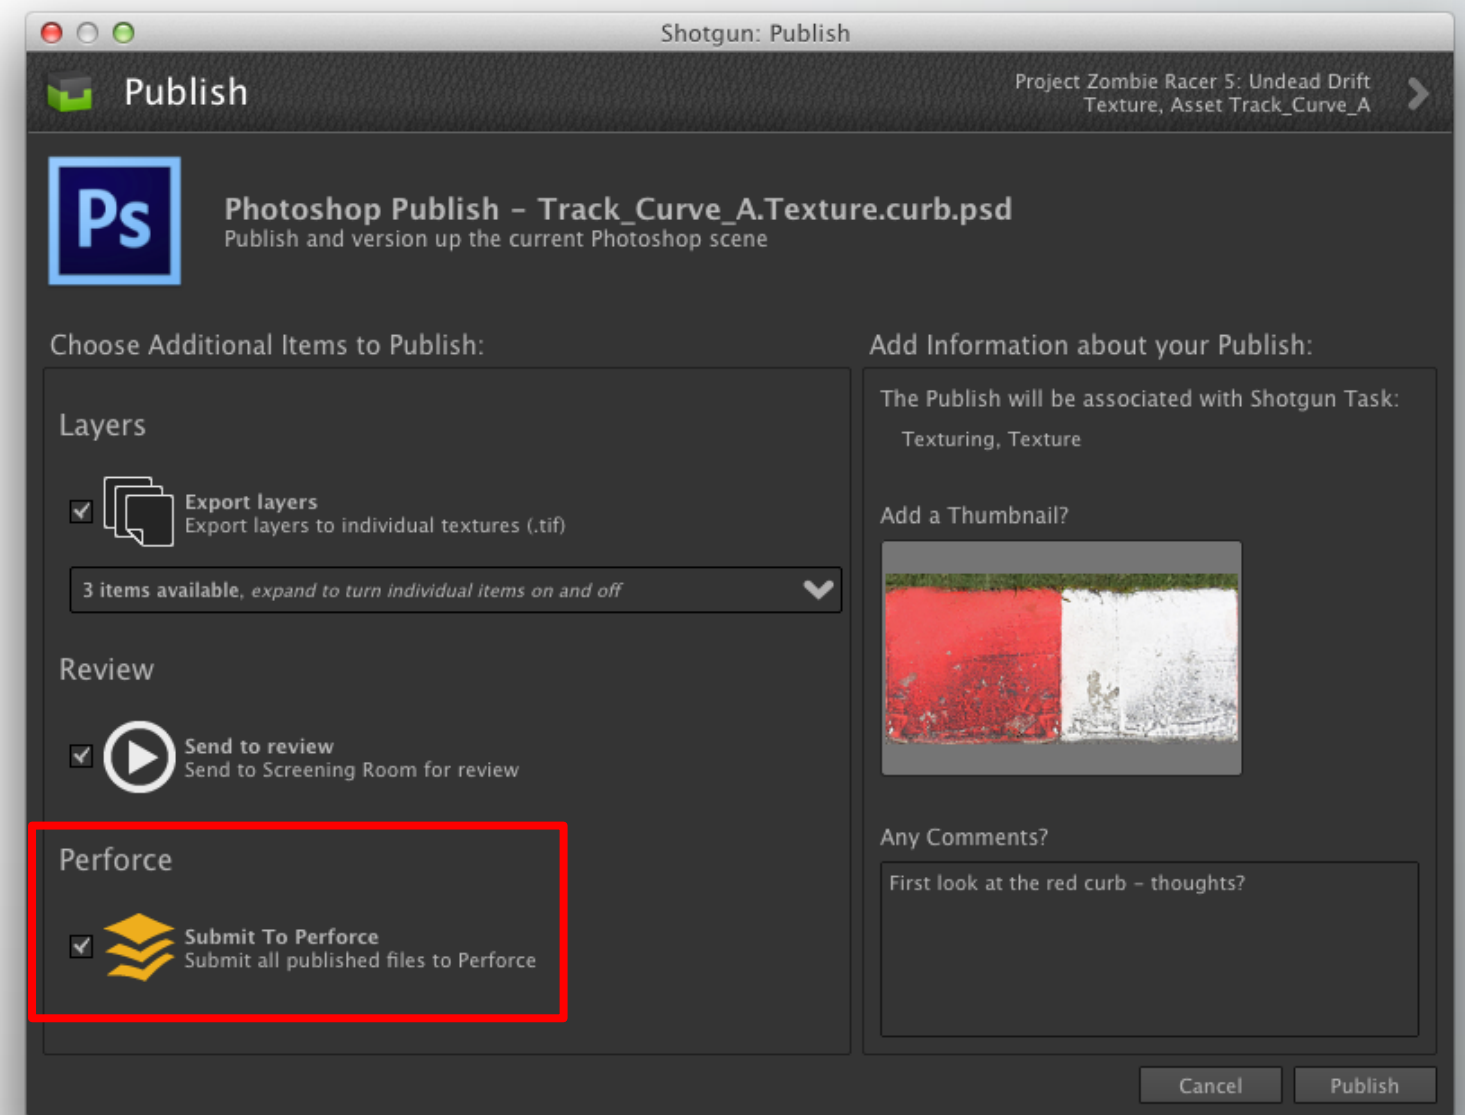 Shotgun: Publish
Publish
Project Zombie Racer 5: Undead Drift
Texture, Asset Track_Curve_A
Ps
Photoshop Publish – Track_Curve_A.Texture.curb.psd
Publish and version up the current Photoshop scene
Choose Additional Items to Publish:
Layers
Export layers
Export layers to individual textures (.tif)
3 items available, expand to turn individual items on and off
Review
Send to review
Send to Screening Room for review
Perforce
Submit To Perforce
Submit all published files to Perforce
Add Information about your Publish:
The Publish will be associated with Shotgun Task:
Texturing, Texture
Add a Thumbnail?
Any Comments?
First look at the red curb – thoughts?
Cancel
Publish